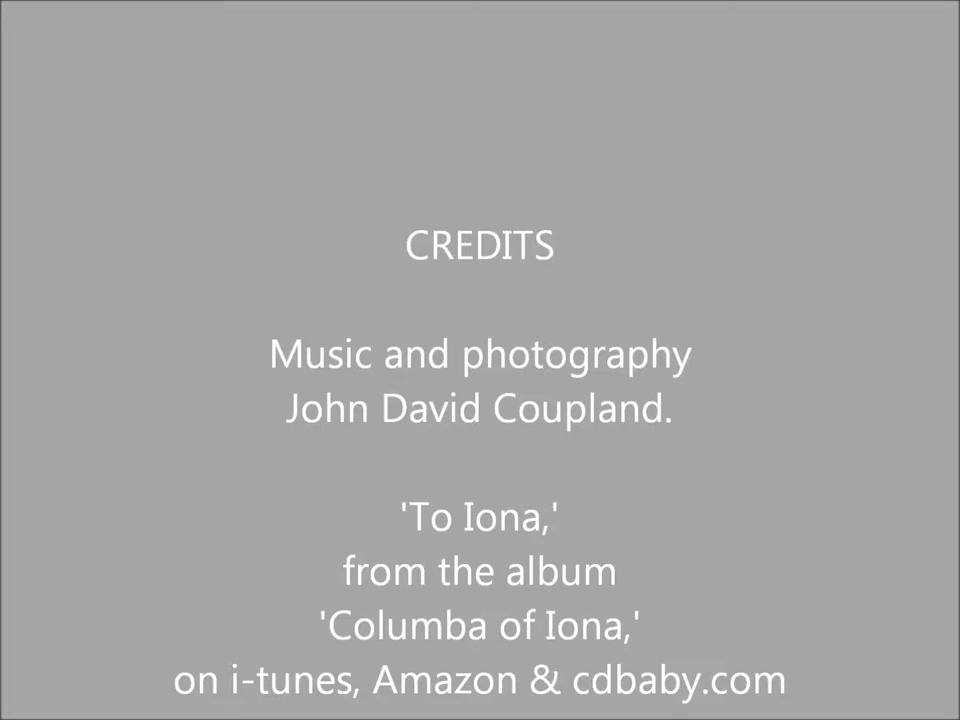 CREDITS
Music and photography
John David Coupland.
'To Iona,'
from the album
'Columba of Iona,'
on i-tunes, Amazon & cdbaby.com